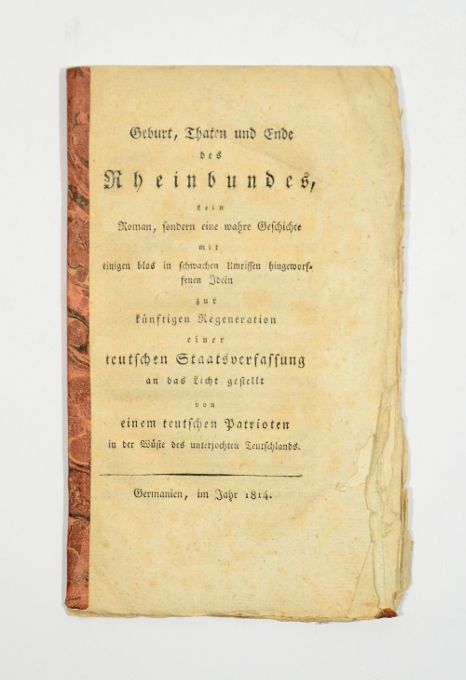 Geburt, Thaten und Ende
des
Rheinbundes,
kein
Roman, sondern eine wahre Geschichte
mit
einigen blos in schwachen Umrissen hingeworf-
fenen Ideen
zur
künftigen Regeneration
einer
teutschen Staatsverfassung
an das Licht gestellt
von
einem teutschen Patrioten
in der Wüste des unterjochten Teutschlands.
Germanien, im Jahr 1814.